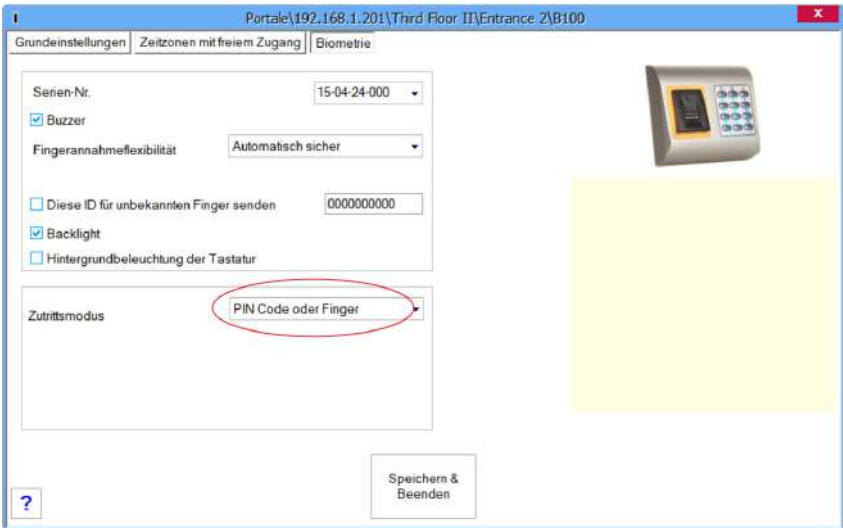 Portale\192.168.1.201\Third Floor II\Entrance 2\B100
x
Grundeinstellungen
Zeitzonen mit freiem Zugang
Biometrie
Serien-Nr.
15-04-24-000
Buzzer
Fingerannahmeflexibilität
Automatisch sicher
Diese ID für unbekannten Finger senden
0000000000
Backlight
Hintergrundbeleuchtung der Tastatur
Zutrittsmodus
PIN Code oder Finger
Speichern &
Beenden
?